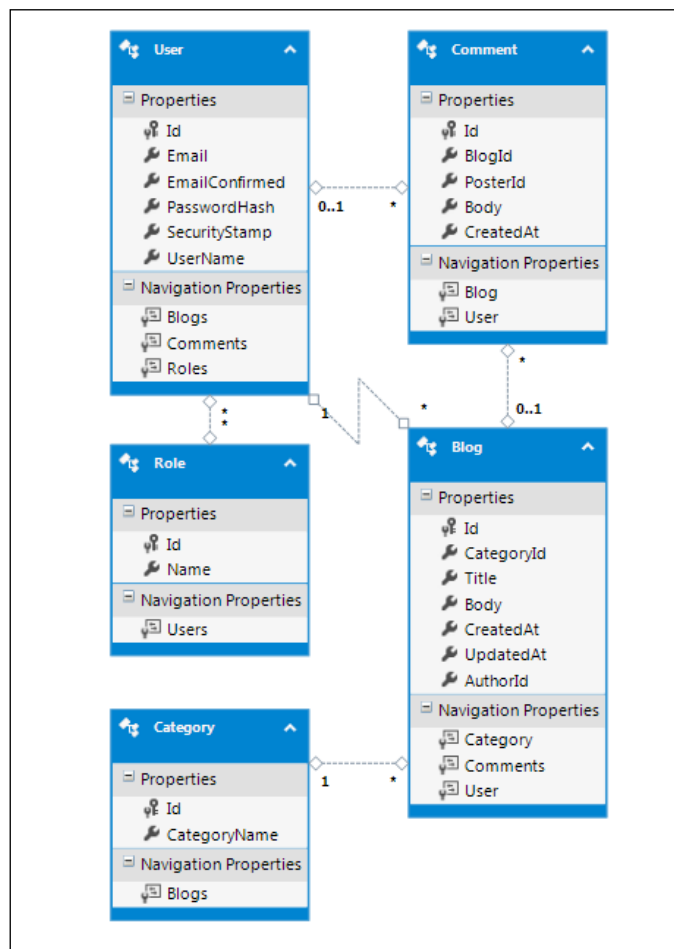 User
Properties
Id
Email
EmailConfirmed
PasswordHash
SecurityStamp
UserName
Navigation Properties
Blogs
Comments
Roles
Comment
Properties
Id
BlogId
PosterId
Body
CreatedAt
Navigation Properties
Blog
User
0..1 *
*
0..1
1 *
*
*
Role
Properties
Id
Name
Navigation Properties
Users
Blog
Properties
Id
CategoryId
Title
Body
CreatedAt
UpdatedAt
AuthorId
Navigation Properties
Category
Comments
User
Category
Properties
Id
CategoryName
Navigation Properties
Blogs
1 *